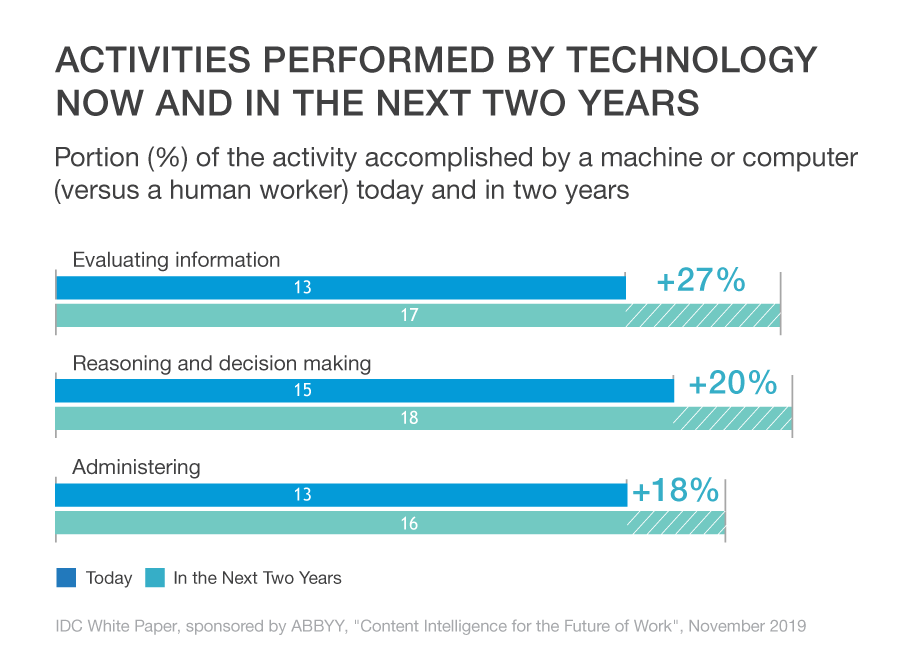 ACTIVITIES PERFORMED BY TECHNOLOGY
NOW AND IN THE NEXT TWO YEARS
Portion (%) of the activity accomplished by a machine or computer
(versus a human worker) today and in two years
Evaluating information
13
+27%
17
Reasoning and decision making
15
+20%
18
Administering
13
+18%
16
Today
In the Next Two Years
IDC White Paper, sponsored by ABBYY, "Content Intelligence for the Future of Work", November 2019